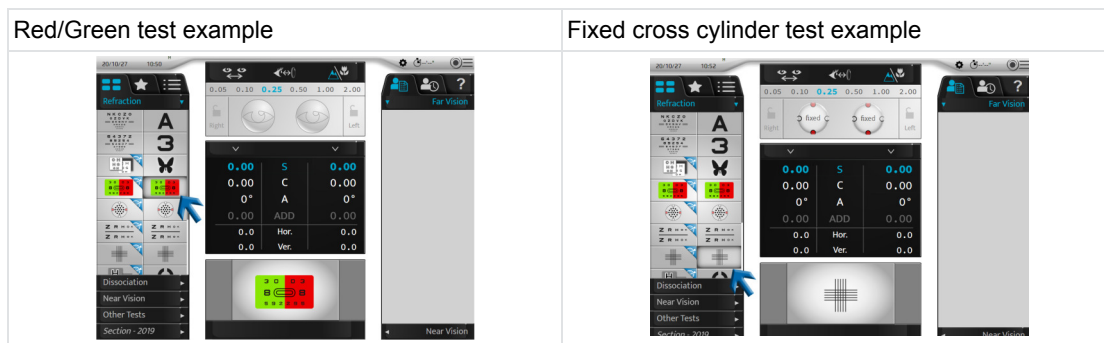 Red/Green test example
Fixed cross cylinder test example
20/10/27 10:50
0.05 0.10 0.25 0.50 1.00 2.00
Refraction
Far Vision
Right
Left
A
3
0.00 S 0.00
0.00 C 0.00
0° A 0°
0.00 ADD 0.00
0.0 Hor. 0.0
0.0 Ver. 0.0
Dissociation
Near Vision
Other Tests
Section - 2019
Near Vision
?
20/10/27 10:52
0.05 0.10 0.25 0.50 1.00 2.00
Refraction
Far Vision
Right
fixed
fixed
Left
A
3
0.00 S 0.00
0.00 C 0.00
0° A 0°
0.00 ADD 0.00
0.0 Hor. 0.0
0.0 Ver. 0.0
Dissociation
Near Vision
Other Tests
Section - 2019
Near Vision
?